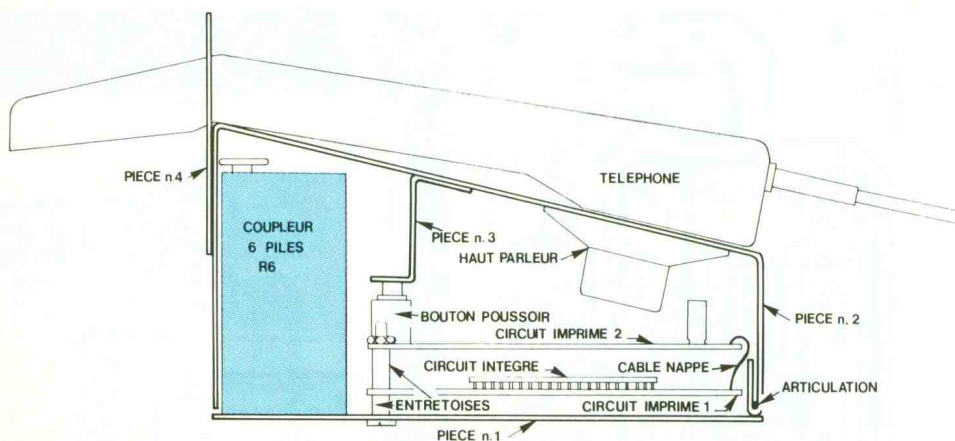 TELEPHONE
PIECE n.4
COUPLEUR
6 PILES
R6
PIECE n.3
HAUT PARLEUR
BOUTON POUSSOIR
PIECE n.2
CIRCUIT IMPRIME 2
CIRCUIT INTEGRE
CABLE NAPPE
ARTICULATION
ENTRETOISES
CIRCUIT IMPRIME 1
PIECE n.1